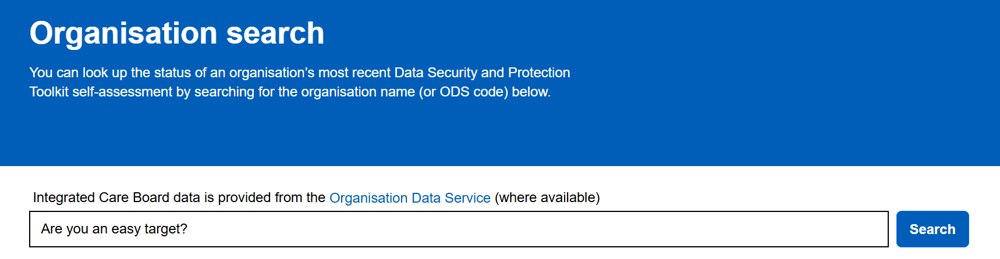 Organisation search
You can look up the status of an organisation’s most recent Data Security and Protection
Toolkit self-assessment by searching for the organisation name (or ODS code) below.
Integrated Care Board data is provided from the Organisation Data Service (where available)
Are you an easy target?
Search